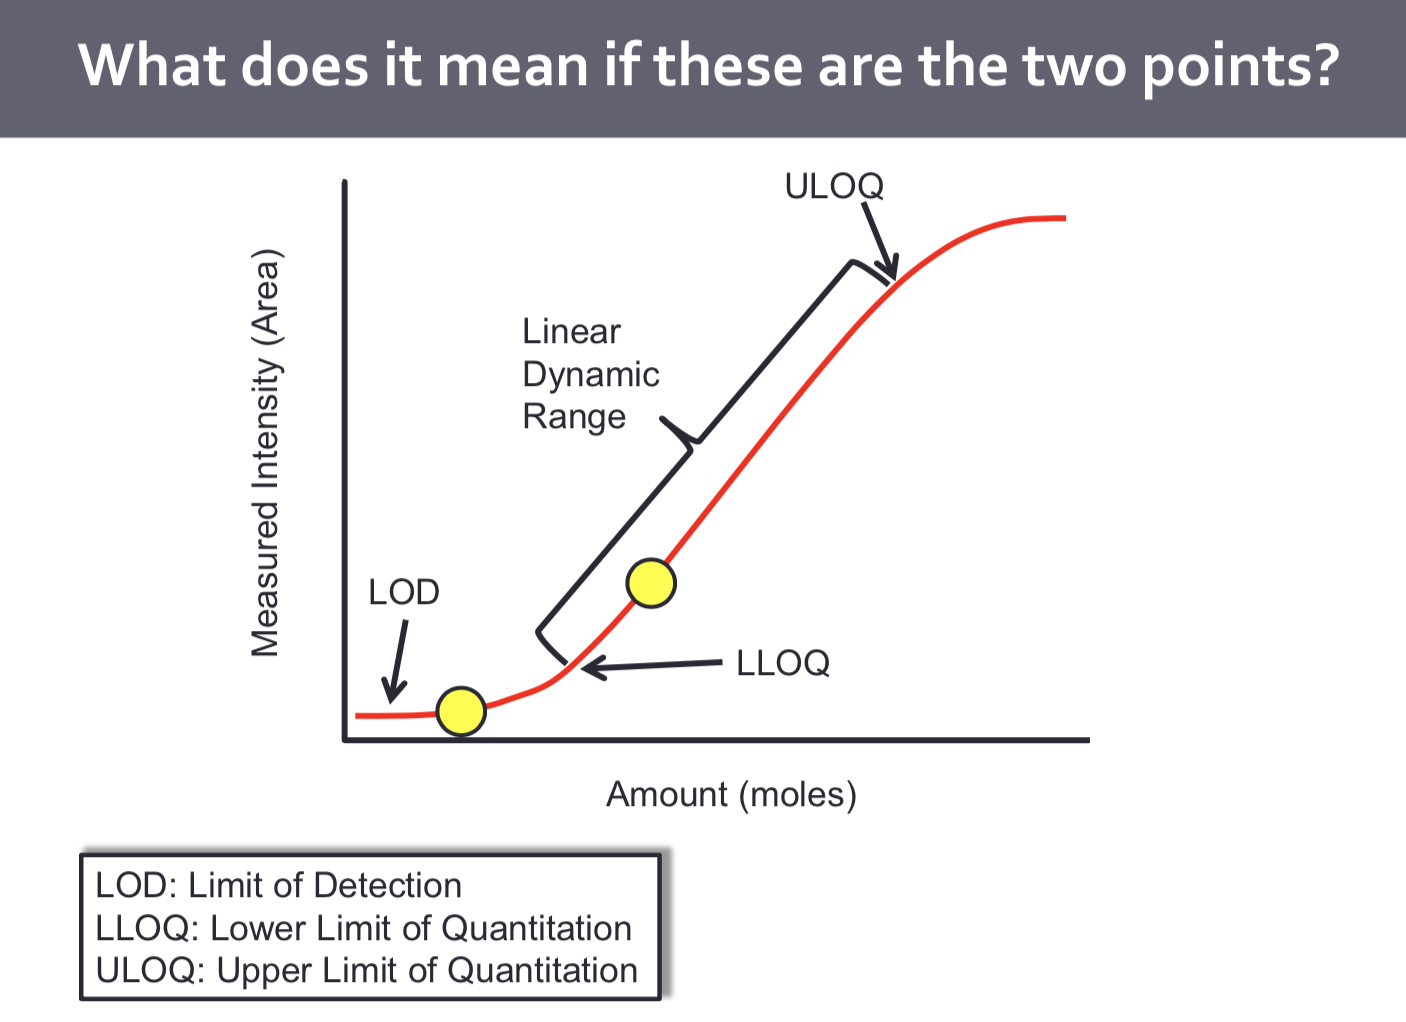 What does it mean if these are the two points?
ULOQ
Measured Intensity (Area)
Linear
Dynamic
Range
LOD
LLOQ
Amount (moles)
LOD: Limit of Detection
LLOQ: Lower Limit of Quantitation
ULOQ: Upper Limit of Quantitation